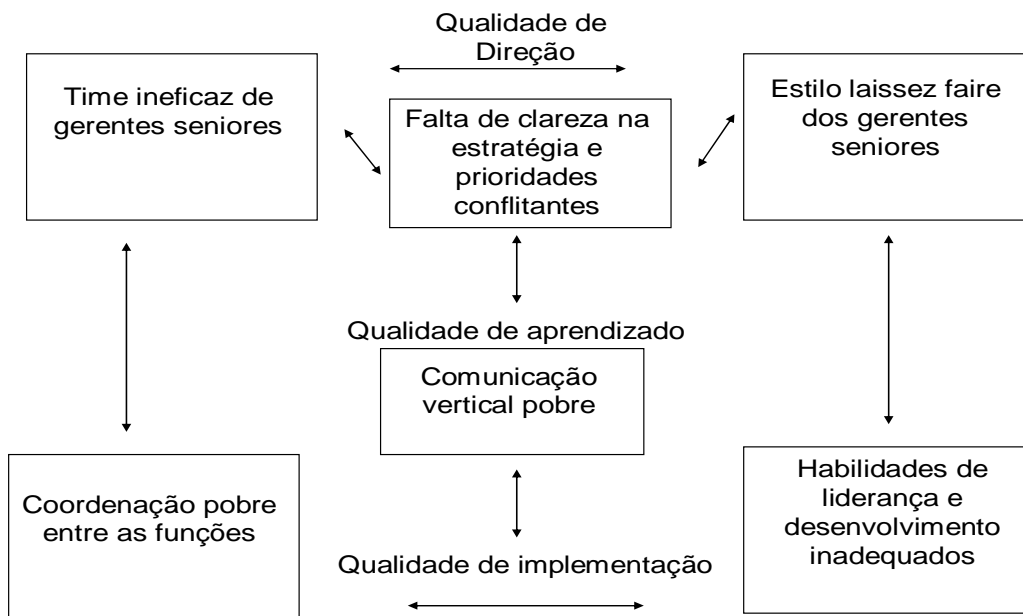 Qualidade de
Direção
Time ineficaz de
gerentes seniores
Falta de clareza na
estratégia e
prioridades
conflitantes
Estilo laissez faire
dos gerentes
seniores
Qualidade de aprendizado
Comunicação
vertical pobre
Coordenação pobre
entre as funções
Habilidades de
liderança e
desenvolvimento
inadequados
Qualidade de implementação